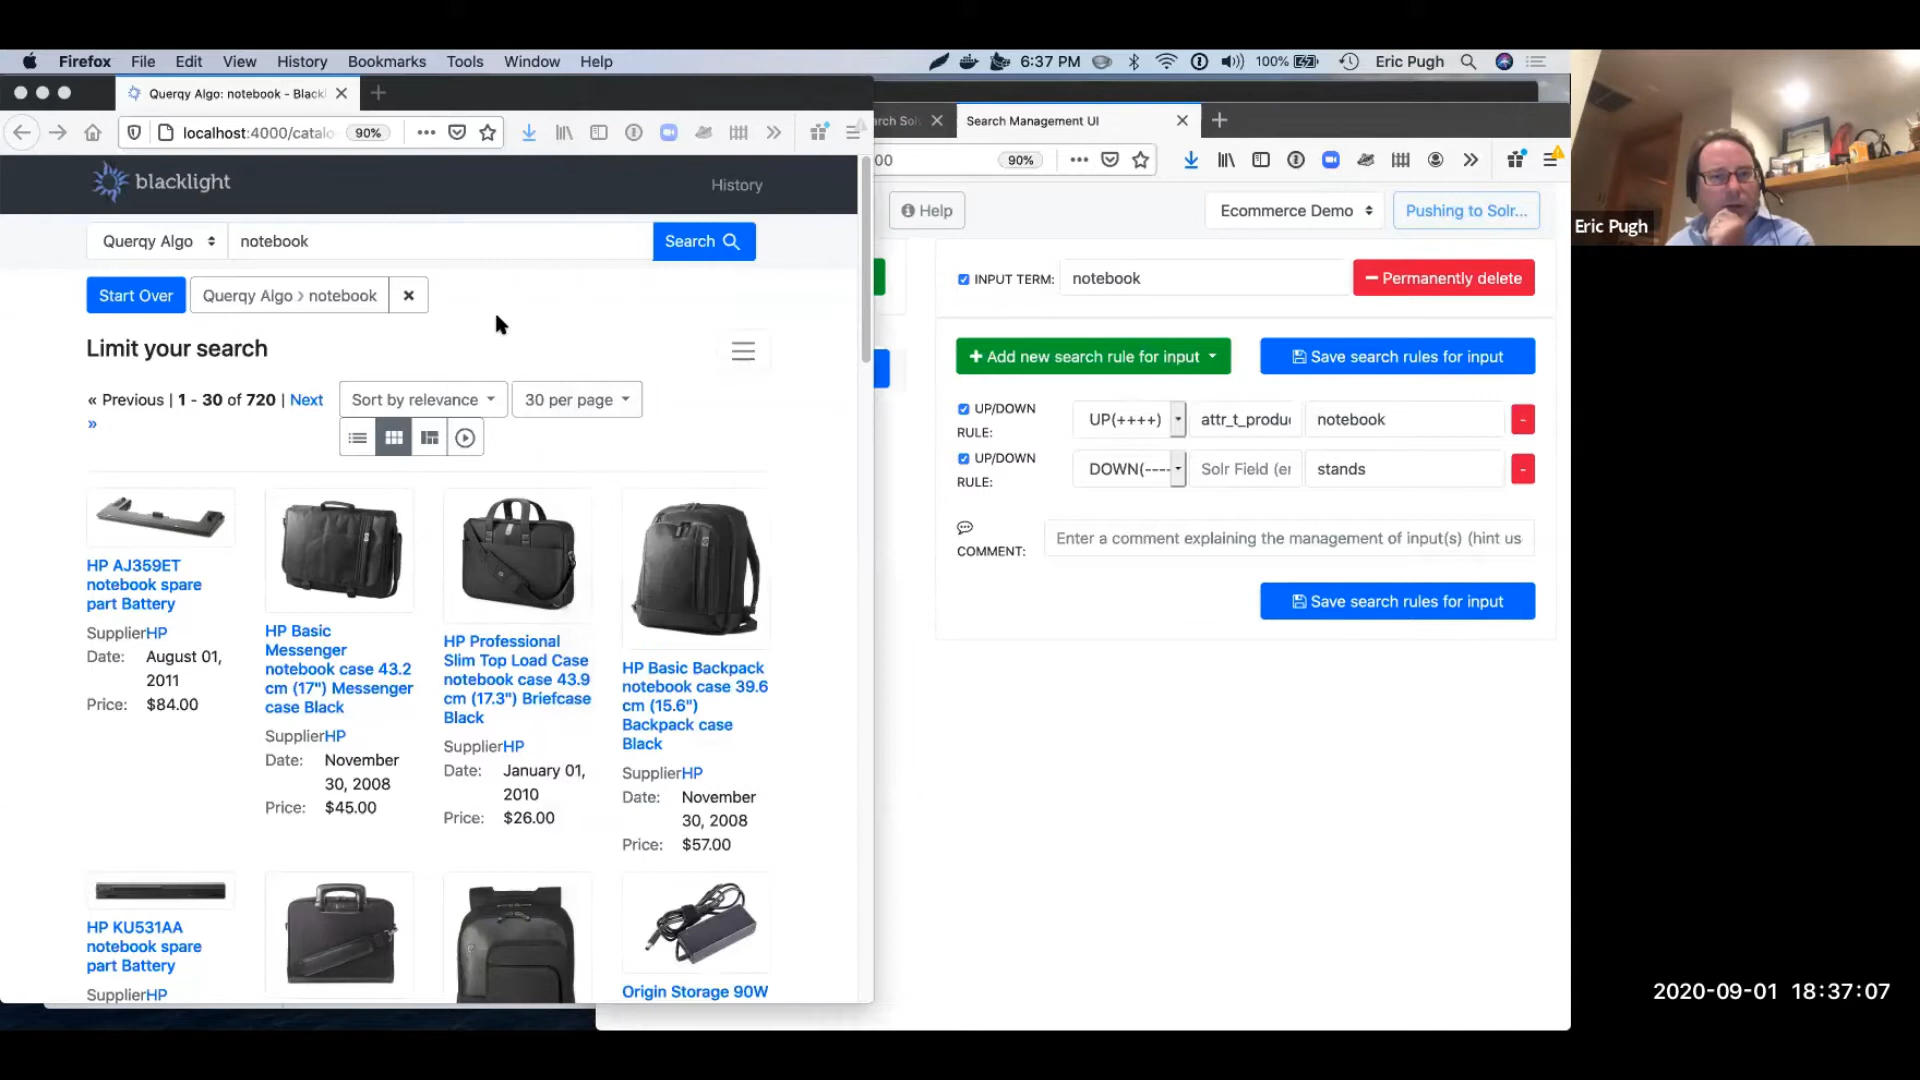 Firefox File Edit View History Bookmarks Tools Window Help 6:37 PM 100% Eric Pugh
Querqy Algo: notebook - Blackl
localhost:4000/catalo 90%
blacklight
History
Querqy Algo notebook Search
Start Over Querqy Algo > notebook ×
Limit your search
« Previous | 1 - 30 of 720 | Next
»
Sort by relevance 30 per page
HP AJ359ET
notebook spare
part Battery
SupplierHP
Date: August 01,
2011
Price: $84.00
HP Basic
Messenger
notebook case 43.2
cm (17") Messenger
case Black
SupplierHP
Date: November
30, 2008
Price: $45.00
HP Professional
Slim Top Load Case
notebook case 43.9
cm (17.3") Briefcase
Black
SupplierHP
Date: January 01,
2010
Price: $26.00
HP Basic Backpack
notebook case 39.6
cm (15.6")
Backpack case
Black
SupplierHP
Date: November
30, 2008
Price: $57.00
HP KU531AA
notebook spare
part Battery
SupplierHP
Origin Storage 90W
Search Management UI
00 90%
Help
Ecommerce Demo Pushing to Solr...
INPUT TERM: notebook Permanently delete
+ Add new search rule for input Save search rules for input
UP/DOWN
RULE:
UP(++++) attr_t_produ notebook -
UP/DOWN
RULE:
DOWN(---- Solr Field (e stands -
COMMENT:
Enter a comment explaining the management of input(s) (hint us
Save search rules for input
Eric Pugh
2020-09-01 18:37:07